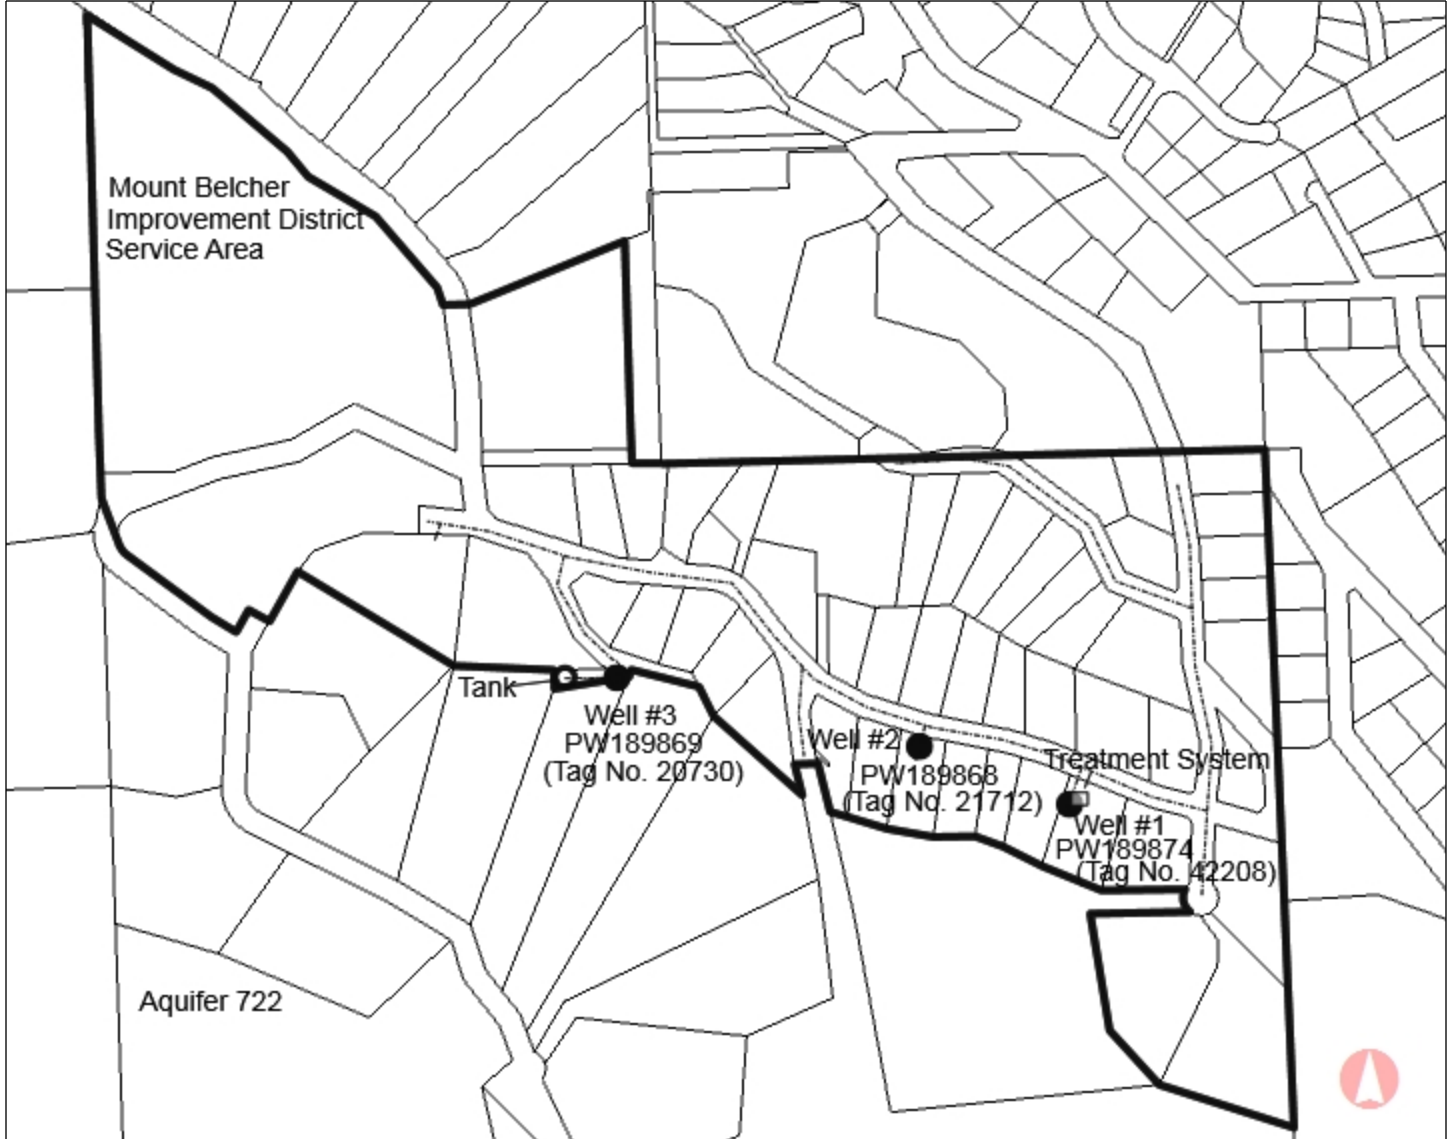 Mount Belcher
Improvement District
Service Area
Tank
Well #3
PW189869
(Tag No. 20730)
Well #2
PW189868
(Tag No. 21712)
Treatment System
Well #1
PW189874
(Tag No. 42208)
Aquifer 722